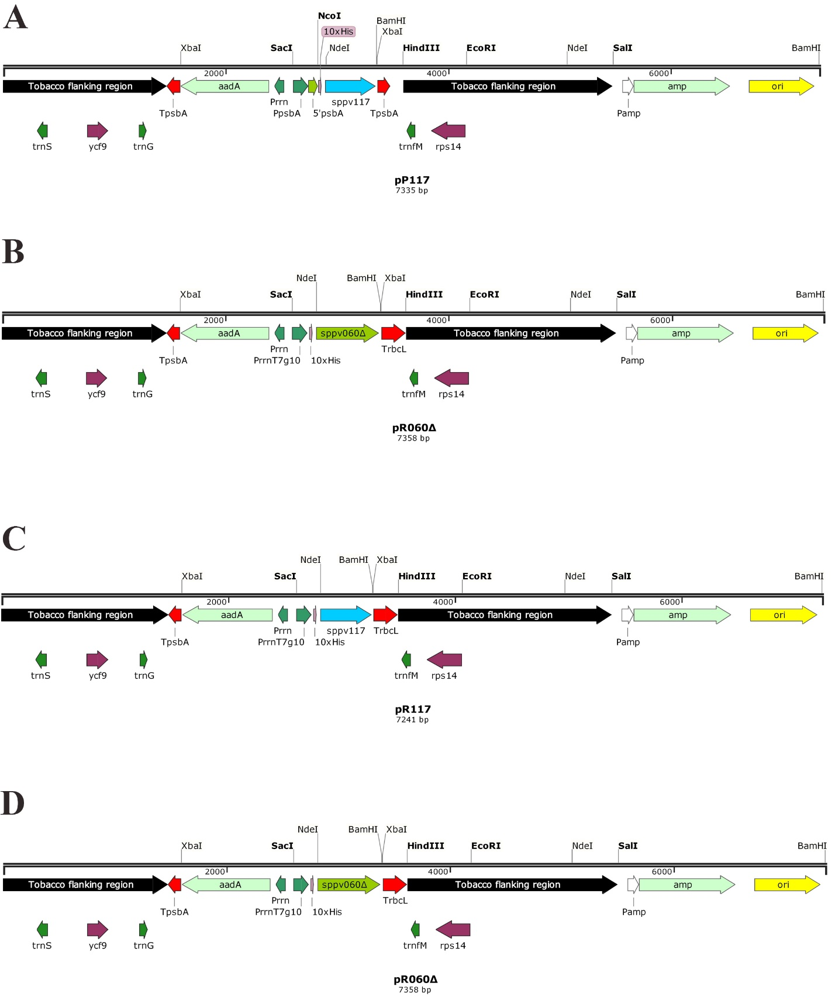 A
NcoI
BamHI
10xHis
XbaI
XbaI SacI NdeI HindIII EcoRI NdeI SalI BamHI
2000 4000 6000
Tobacco flanking region aadA Tobacco flanking region amp ori
Prrn sppv117
TpsbA PpsbA 5'psbA TpsbA Pamp
trnS ycf9 trnG trnfM rps14
pP117
7335 bp
B
NdeI BamHI XbaI
XbaI SacI HindIII EcoRI NdeI SalI BamHI
2000 4000 6000
Tobacco flanking region aadA sppv060Δ Tobacco flanking region amp ori
Prrn TrbcL
TpsbA PrrnT7g10 10xHis Pamp
trnS ycf9 trnG trnfM rps14
pR060Δ
7358 bp
C
NdeI BamHI XbaI
XbaI SacI HindIII EcoRI NdeI SalI BamHI
2000 4000 6000
Tobacco flanking region aadA Tobacco flanking region amp ori
Prrn sppv117 TrbcL
TpsbA PrrnT7g10 10xHis Pamp
trnS ycf9 trnG trnfM rps14
pR117
7241 bp
D
NdeI BamHI XbaI
XbaI SacI HindIII EcoRI NdeI SalI BamHI
2000 4000 6000
Tobacco flanking region aadA sppv060Δ Tobacco flanking region amp ori
Prrn TrbcL
TpsbA PrrnT7g10 10xHis Pamp
trnS ycf9 trnG trnfM rps14
pR060Δ
7358 bp